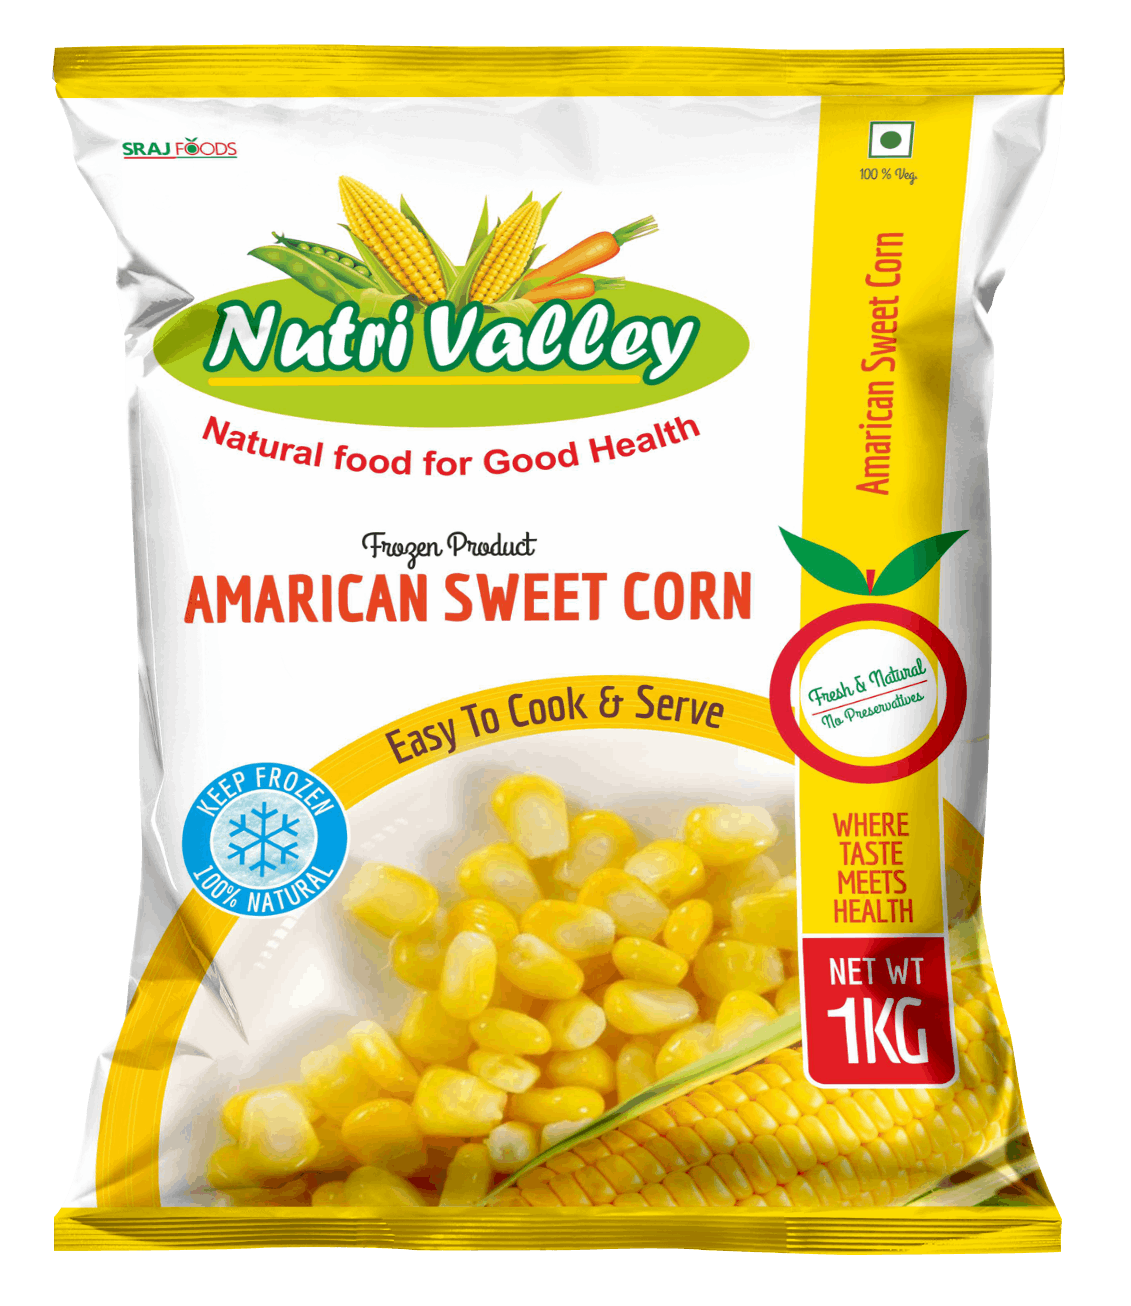 SRAJ FOODS
100 % Veg.
Nutri Valley
Natural food for Good Health
Frozen Product
AMARICAN SWEET CORN
Amarican Sweet Corn
Easy To Cook & Serve
Fresh & Natural
No Preservatives
KEEP FROZEN
100% NATURAL
WHERE
TASTE
MEETS
HEALTH
NET WT
1KG